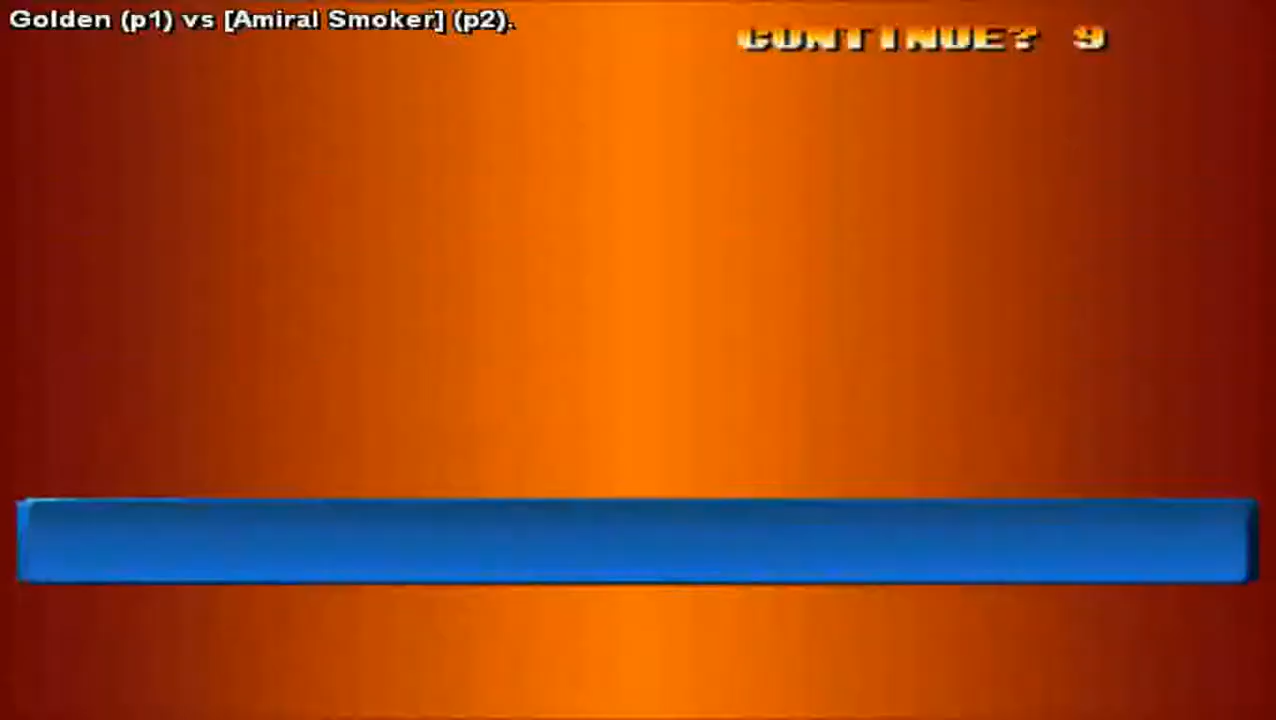 Golden (p1) vs [Amiral Smoker] (p2).
CONTINUE? 9